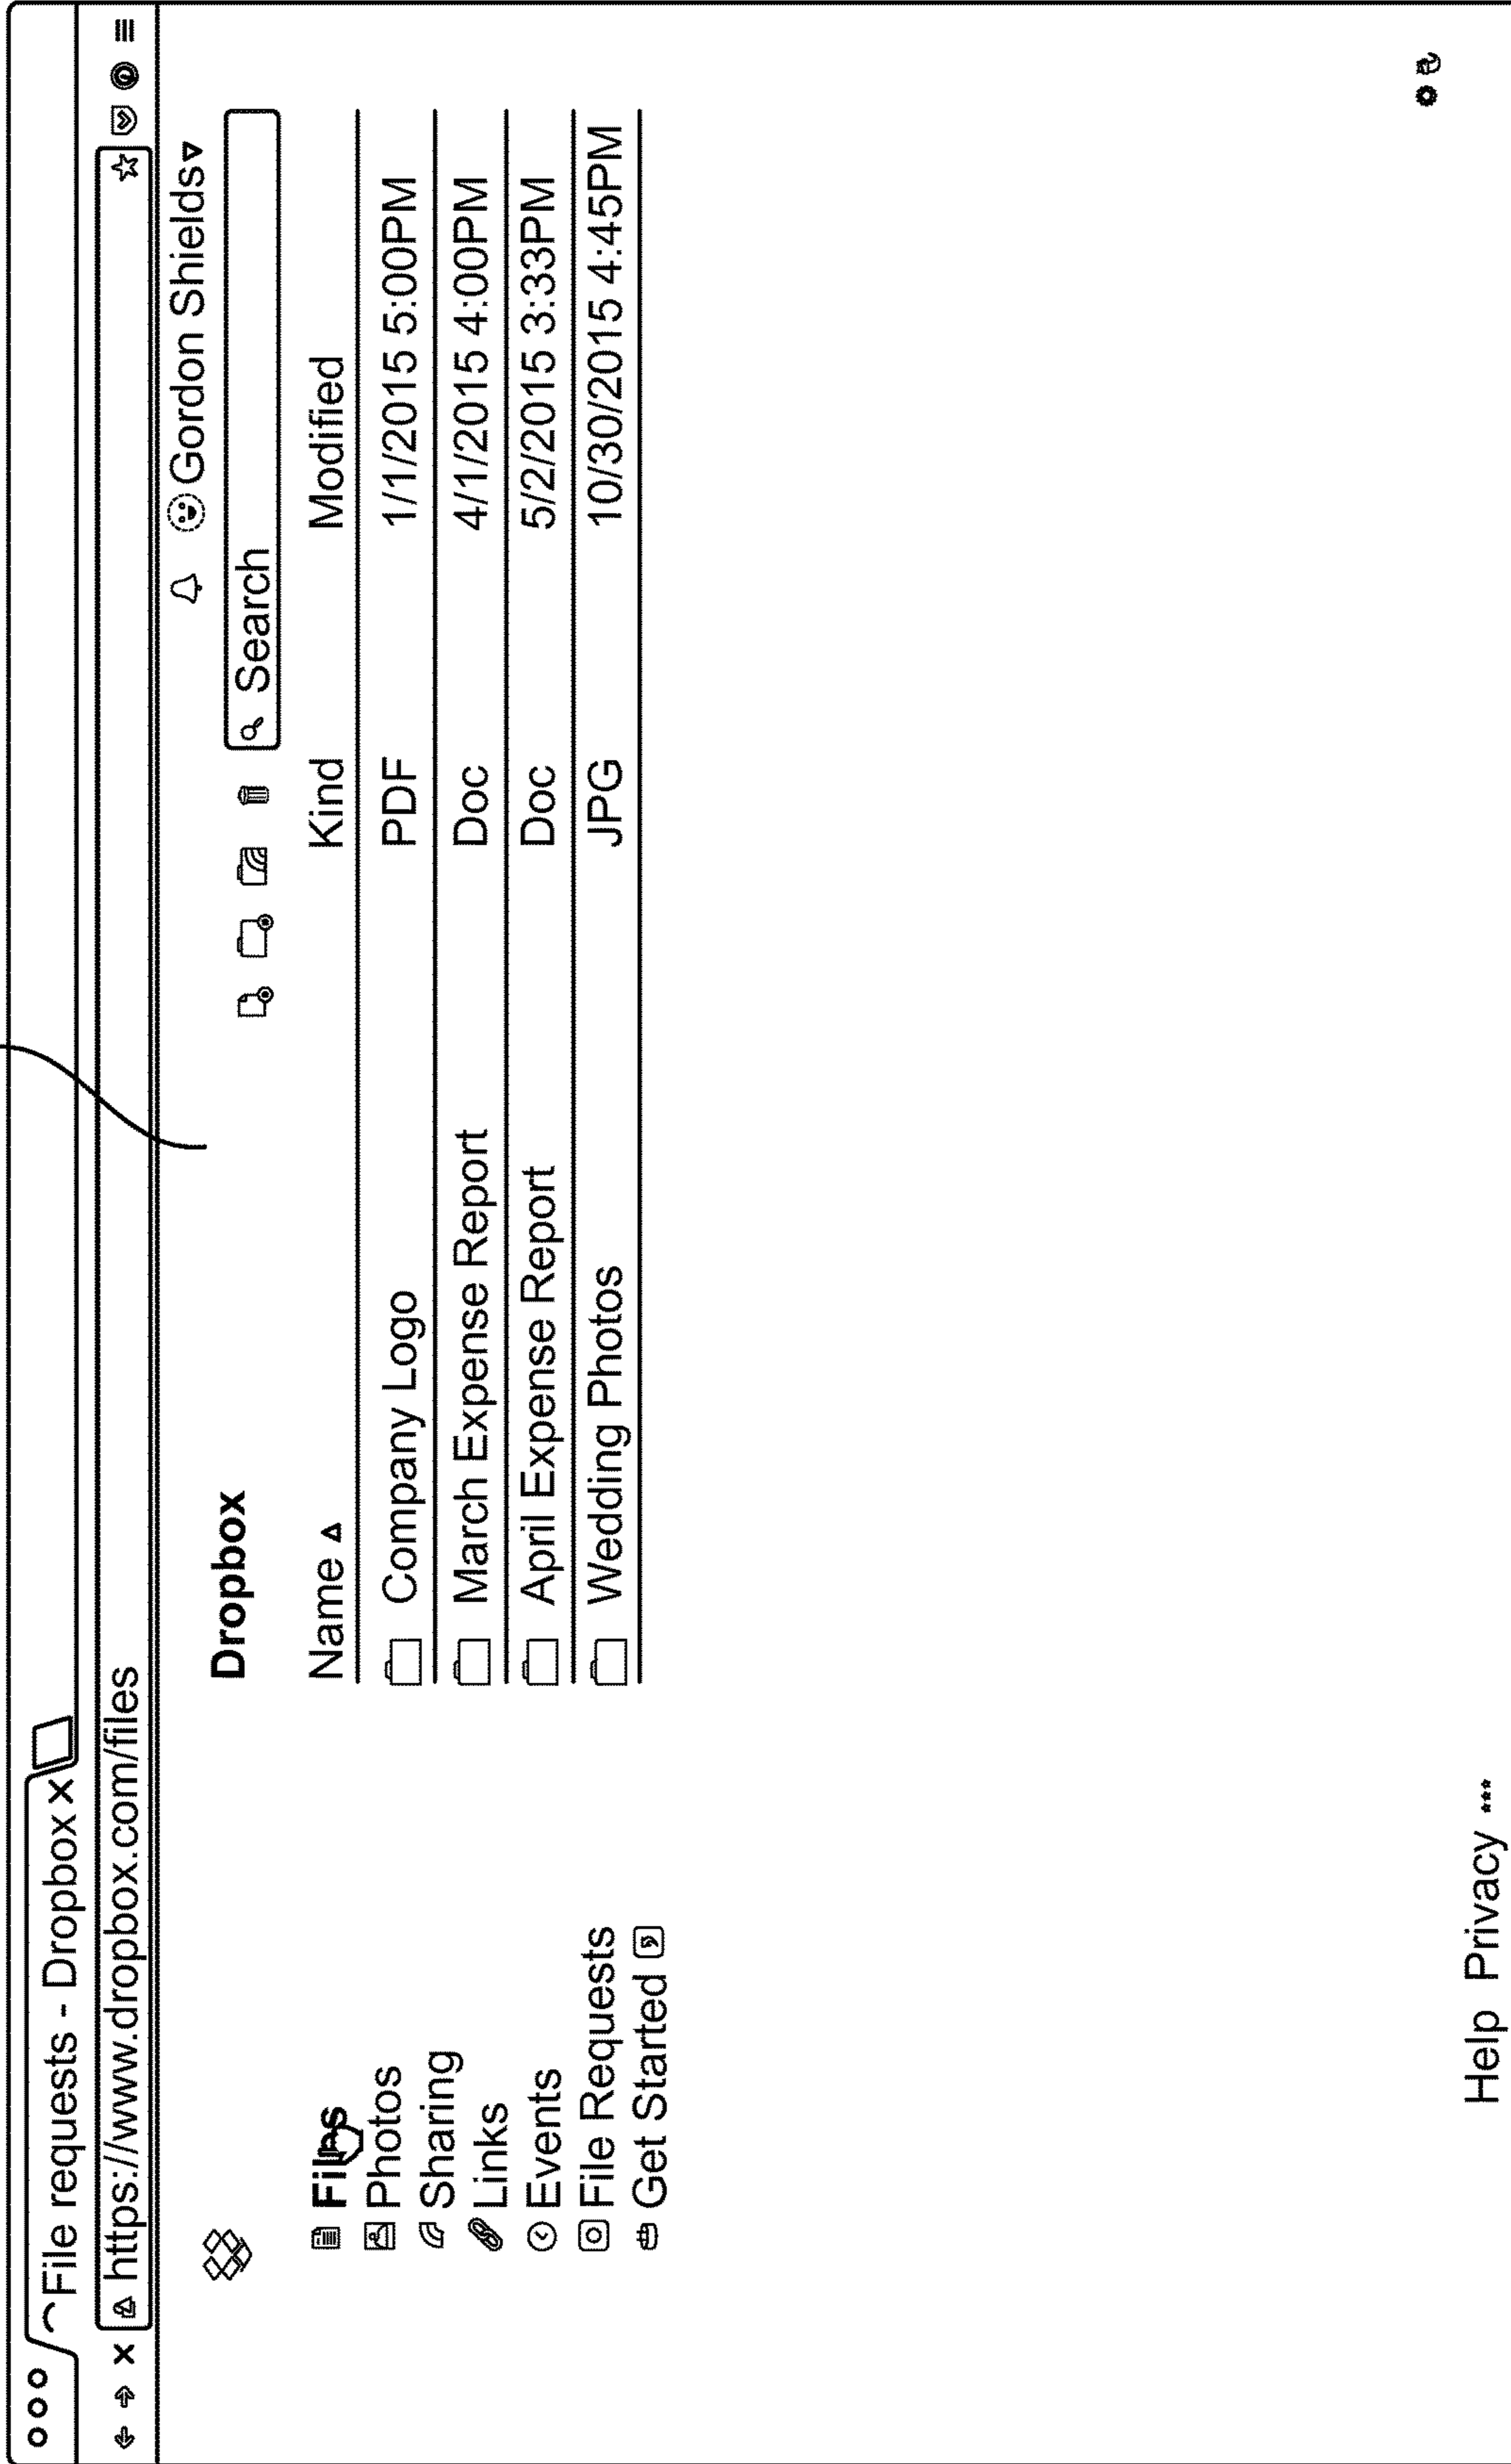 File requests - Dropbox X
https://www.dropbox.com/files
Gordon Shields
Dropbox
Search
Name Kind Modified
Company Logo PDF 1/1/2015 5:00PM
March Expense Report Doc 4/1/2015 4:00PM
April Expense Report Doc 5/2/2015 3:33PM
Wedding Photos JPG 10/30/2015 4:45PM
Files
Photos
Sharing
Links
Events
File Requests
Get Started
Help Privacy ***